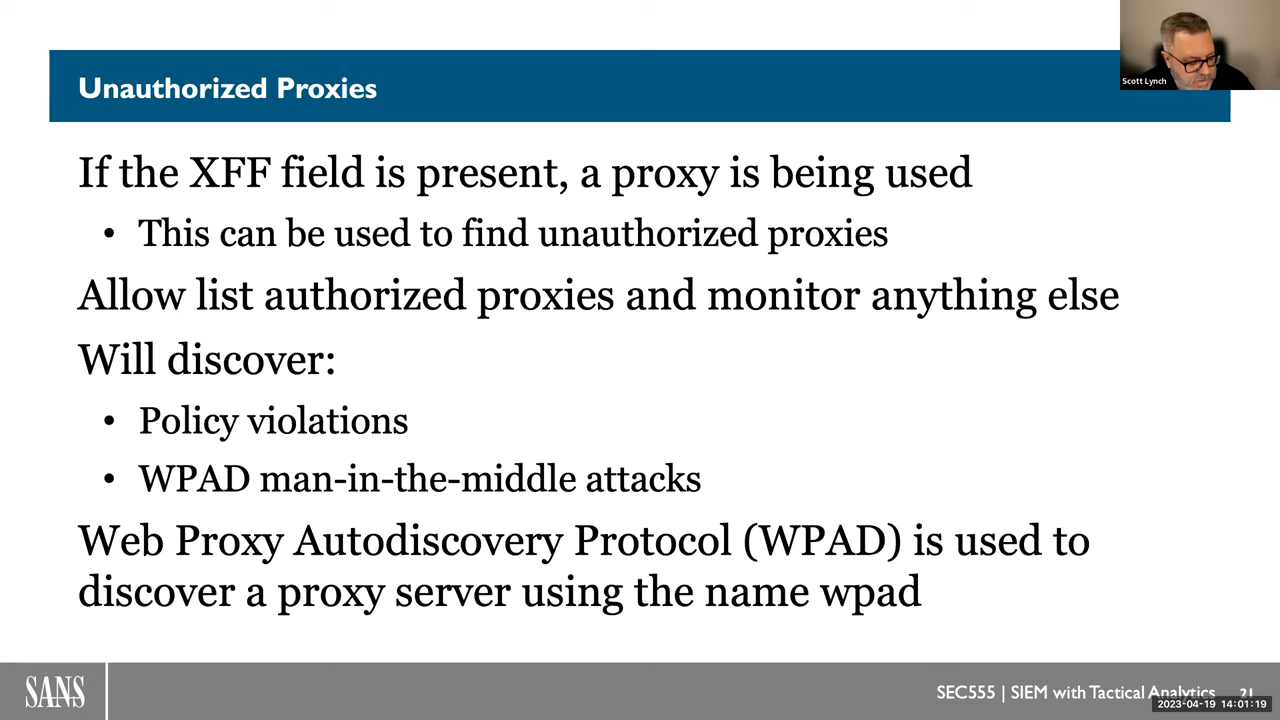 Unauthorized Proxies
Scott Lynch
If the XFF field is present, a proxy is being used
• This can be used to find unauthorized proxies
Allow list authorized proxies and monitor anything else
Will discover:
• Policy violations
• WPAD man-in-the-middle attacks
Web Proxy Autodiscovery Protocol (WPAD) is used to
discover a proxy server using the name wpad
SANS
SEC555 | SIEM with Tactical Analytics 21
2023-04-19 14:01:19